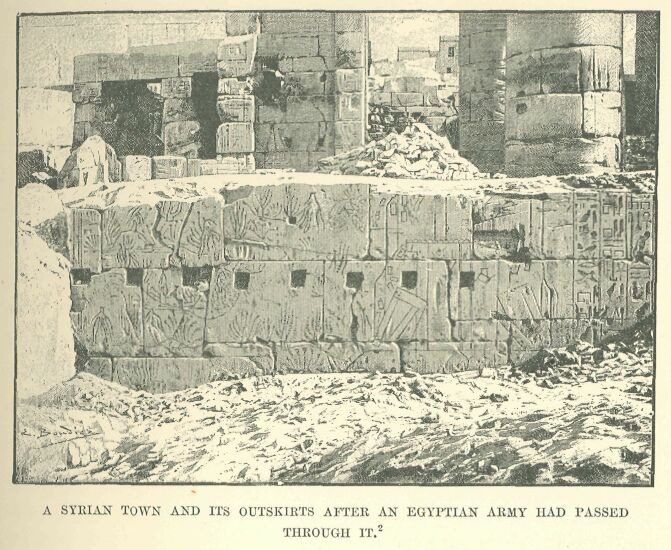 A SYRIAN TOWN AND ITS OUTSKIRTS AFTER AN EGYPTIAN ARMY HAD PASSED
THROUGH IT.²